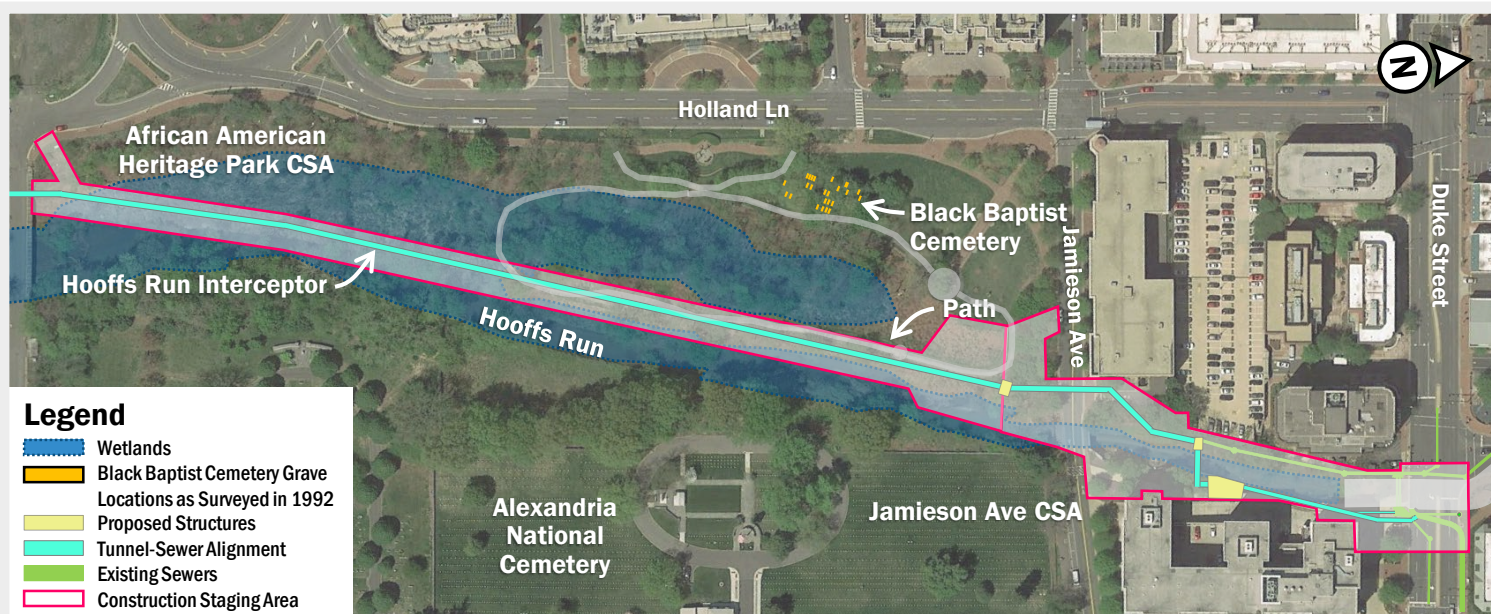 N
Holland Ln
African American
Heritage Park CSA
Black Baptist
Cemetery
Jamieson Ave
Duke Street
Hooffs Run Interceptor
Path
Hooffs Run
Alexandria
National
Cemetery
Jamieson Ave CSA
Legend
Wetlands
Black Baptist Cemetery Grave
Locations as Surveyed in 1992
Proposed Structures
Tunnel-Sewer Alignment
Existing Sewers
Construction Staging Area